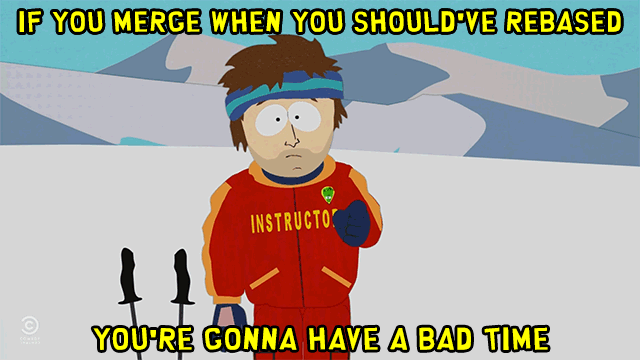 IF YOU MERGE WHEN YOU SHOULD'VE REBASED
INSTRUCTO
YOU'RE GONNA HAVE A BAD TIME